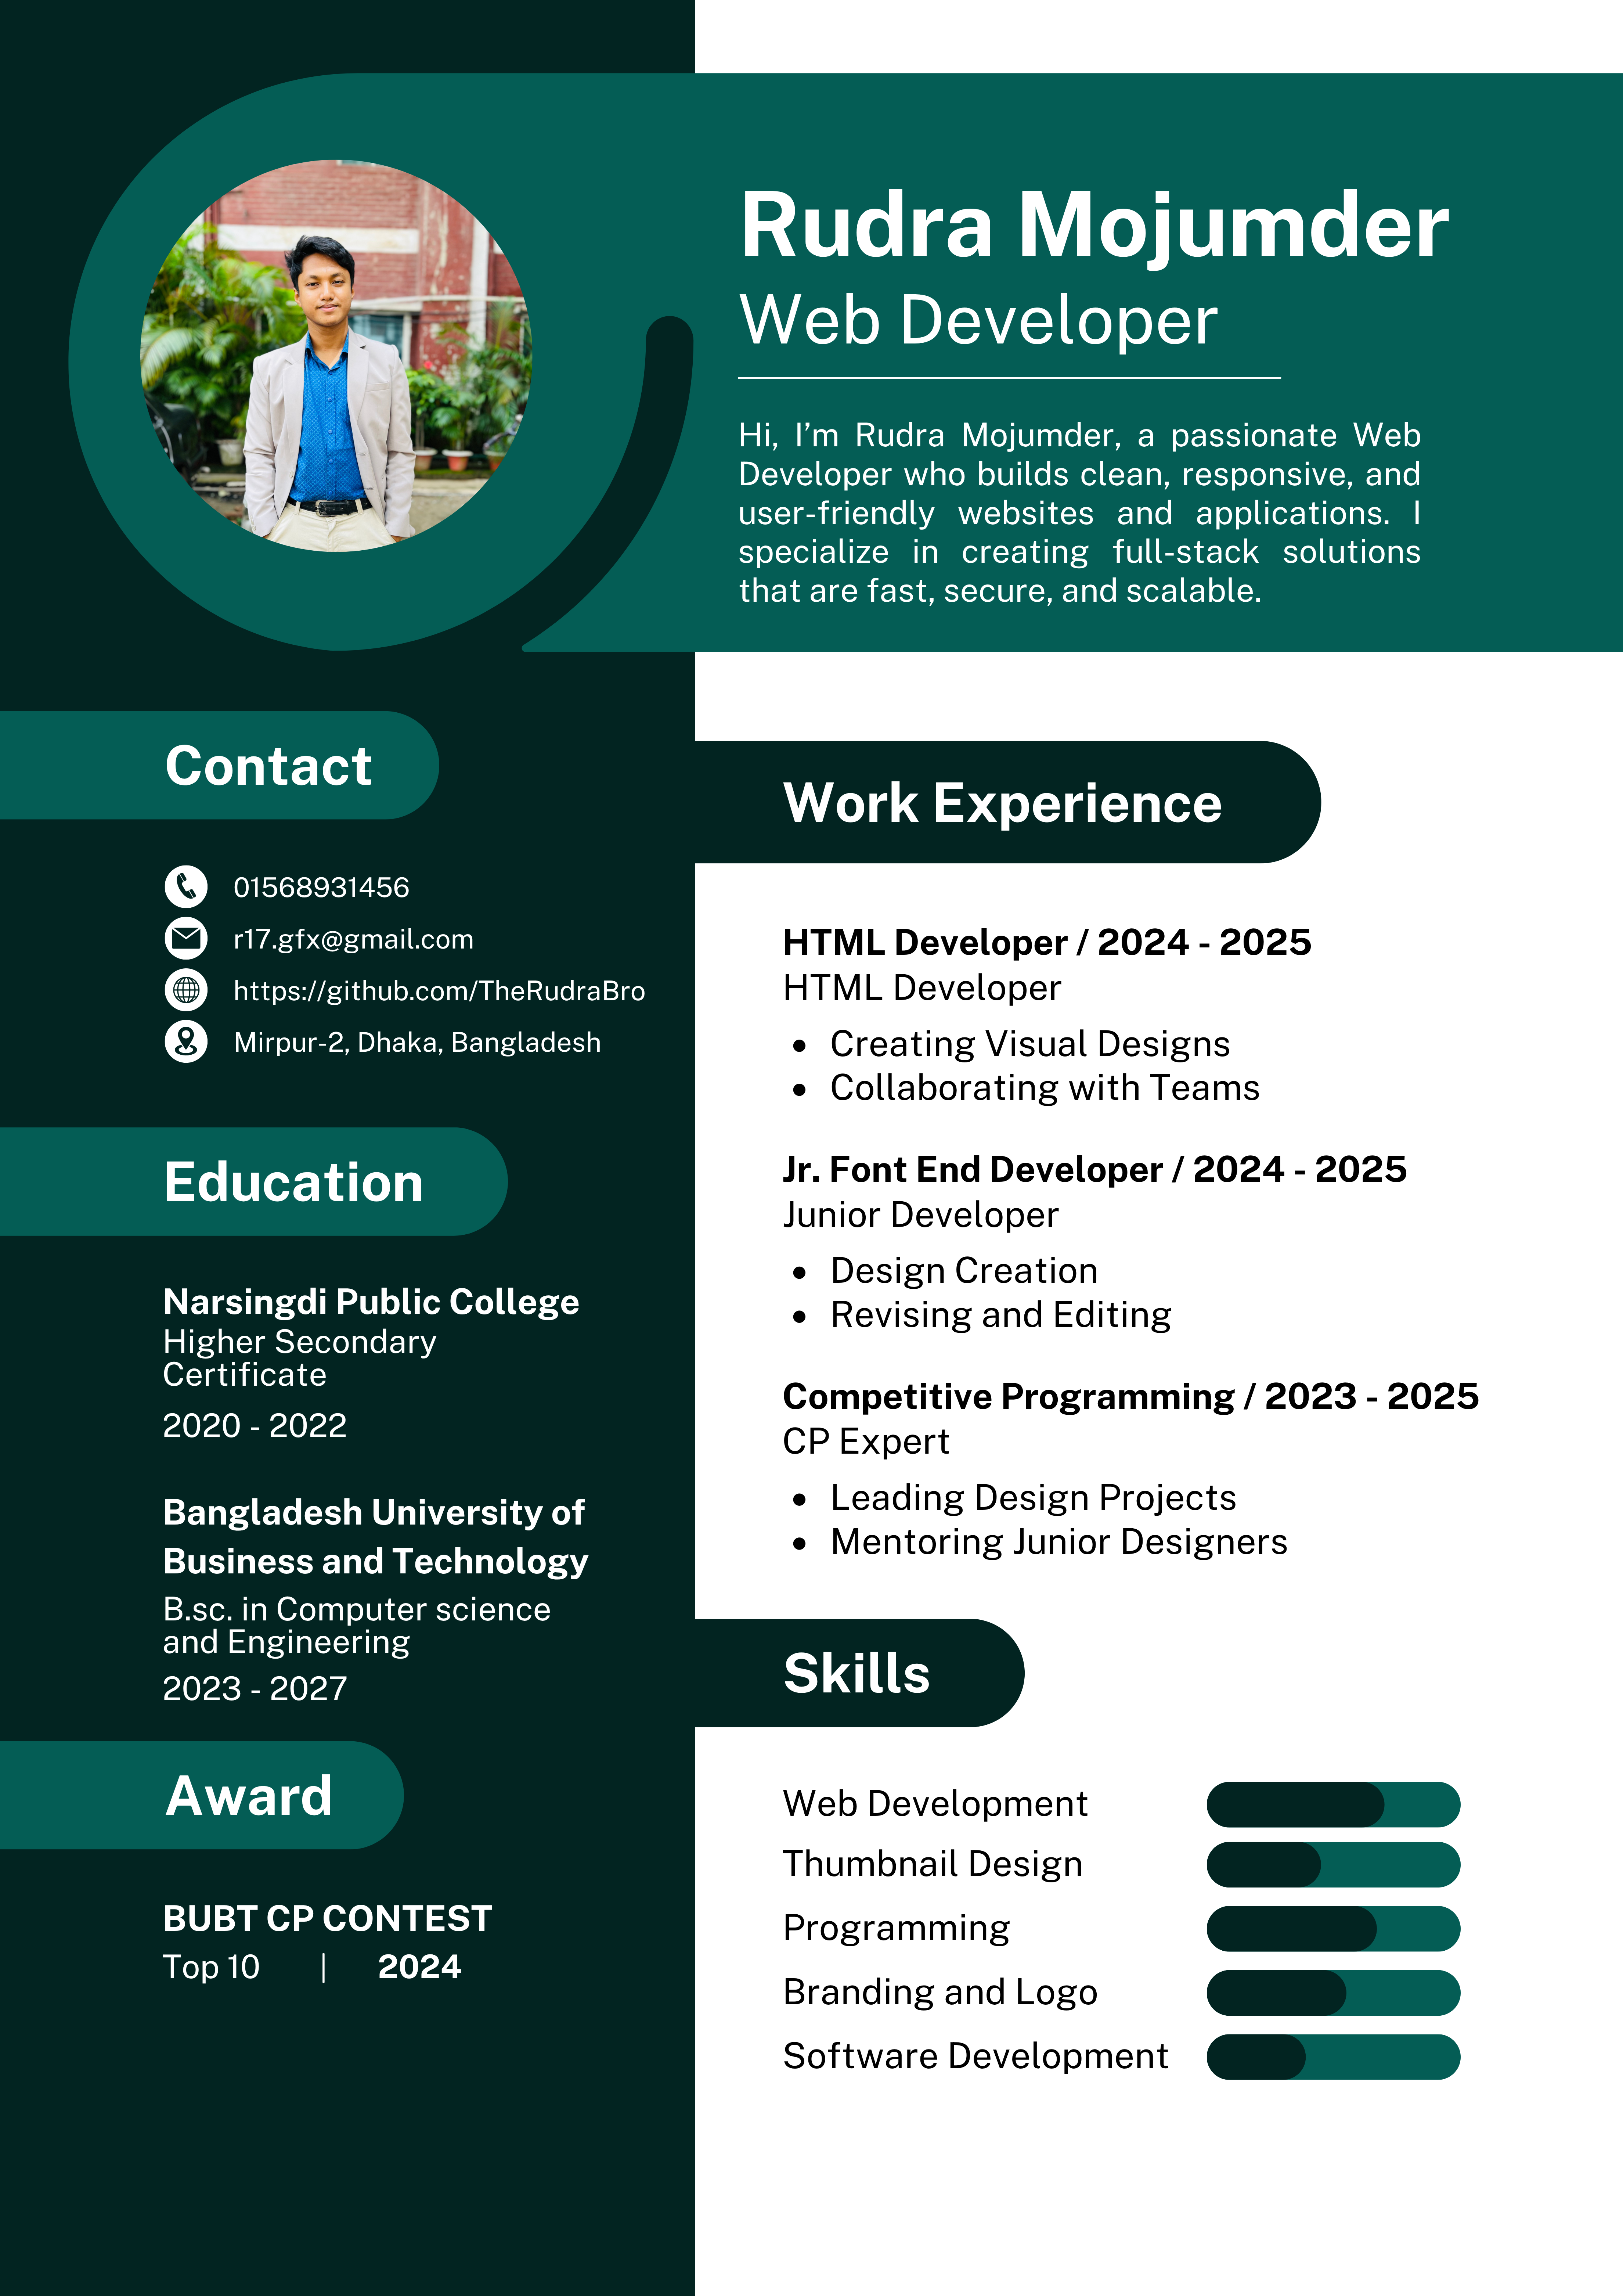 Rudra Mojumder
Web Developer
Hi, I’m Rudra Mojumder, a passionate Web
Developer who builds clean, responsive, and
user-friendly websites and applications. I
specialize in creating full-stack solutions
that are fast, secure, and scalable.
Contact
01568931456
r17.gfx@gmail.com
https://github.com/TheRudraBro
Mirpur-2, Dhaka, Bangladesh
Education
Narsingdi Public College
Higher Secondary
Certificate
2020 - 2022
Bangladesh University of
Business and Technology
B.sc. in Computer science
and Engineering
2023 - 2027
Award
BUBT CP CONTEST
Top 10 | 2024
Work Experience
HTML Developer / 2024 - 2025
HTML Developer
• Creating Visual Designs
• Collaborating with Teams
Jr. Font End Developer / 2024 - 2025
Junior Developer
• Design Creation
• Revising and Editing
Competitive Programming / 2023 - 2025
CP Expert
• Leading Design Projects
• Mentoring Junior Designers
Skills
Web Development
Thumbnail Design
Programming
Branding and Logo
Software Development